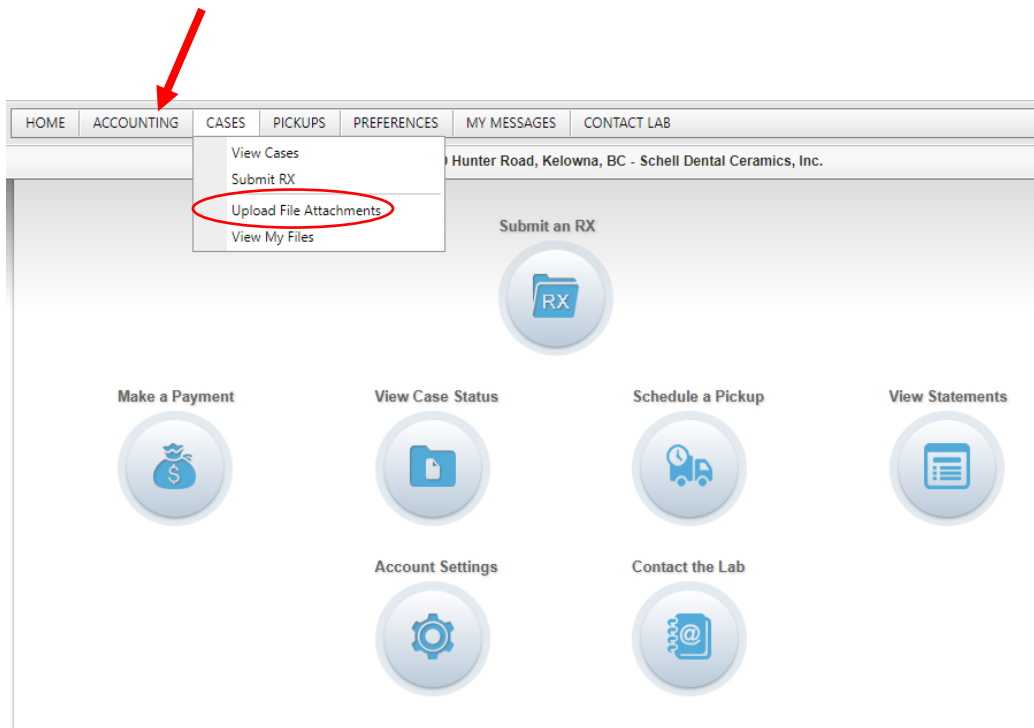 HOME ACCOUNTING CASES PICKUPS PREFERENCES MY MESSAGES CONTACT LAB
View Cases
Hunter Road, Kelowna, BC - Schell Dental Ceramics, Inc.
Submit RX
Upload File Attachments
View My Files
Submit an RX
RX
Make a Payment View Case Status Schedule a Pickup View Statements
$
Account Settings Contact the Lab
@